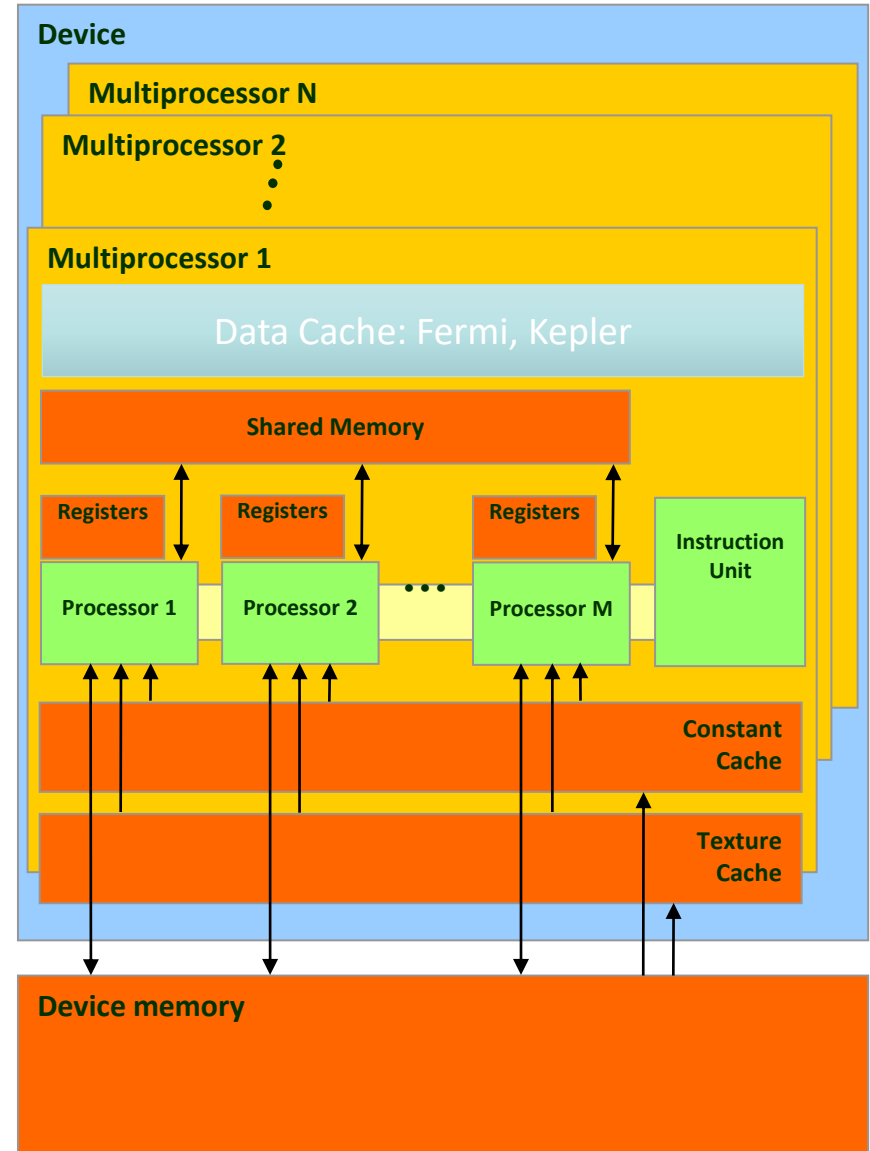 Device
Multiprocessor N
Multiprocessor 2
Multiprocessor 1
Data Cache: Fermi, Kepler
Shared Memory
Registers
Registers
Registers
Instruction
Unit
Processor 1
Processor 2
...
Processor M
Constant
Cache
Texture
Cache
Device memory